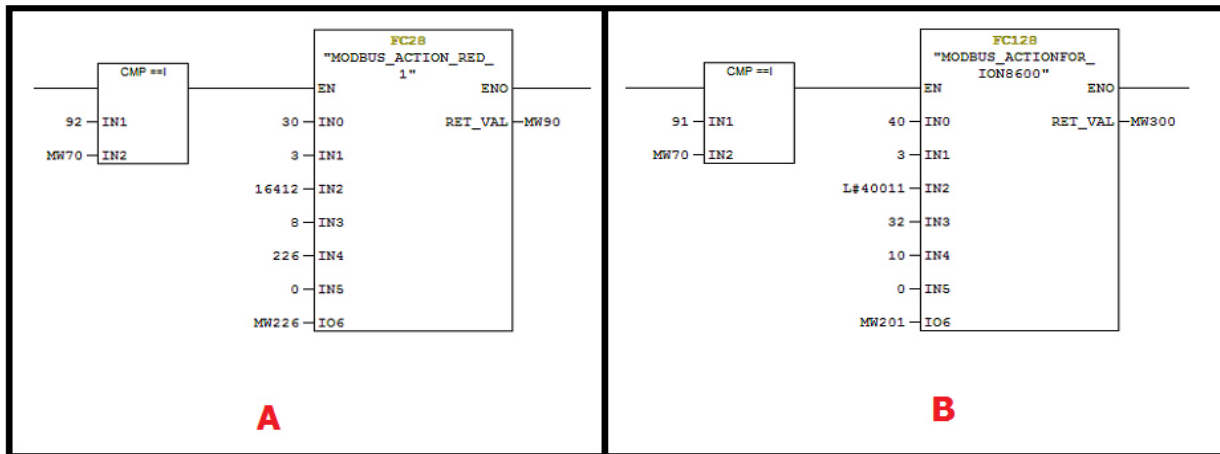 FC28
"MODBUS_ACTION_RED_
1"
CMP ==I
EN ENO
92 IN1
30 IN0
RET_VAL MW90
MW70 IN2
3 IN1
16412 IN2
8 IN3
226 IN4
0 IN5
MW226 IO6
A
FC128
"MODBUS_ACTIONFOR_
ION8600"
CMP ==I
EN ENO
91 IN1
40 IN0
RET_VAL MW300
MW70 IN2
3 IN1
L#40011 IN2
32 IN3
10 IN4
0 IN5
MW201 IO6
B